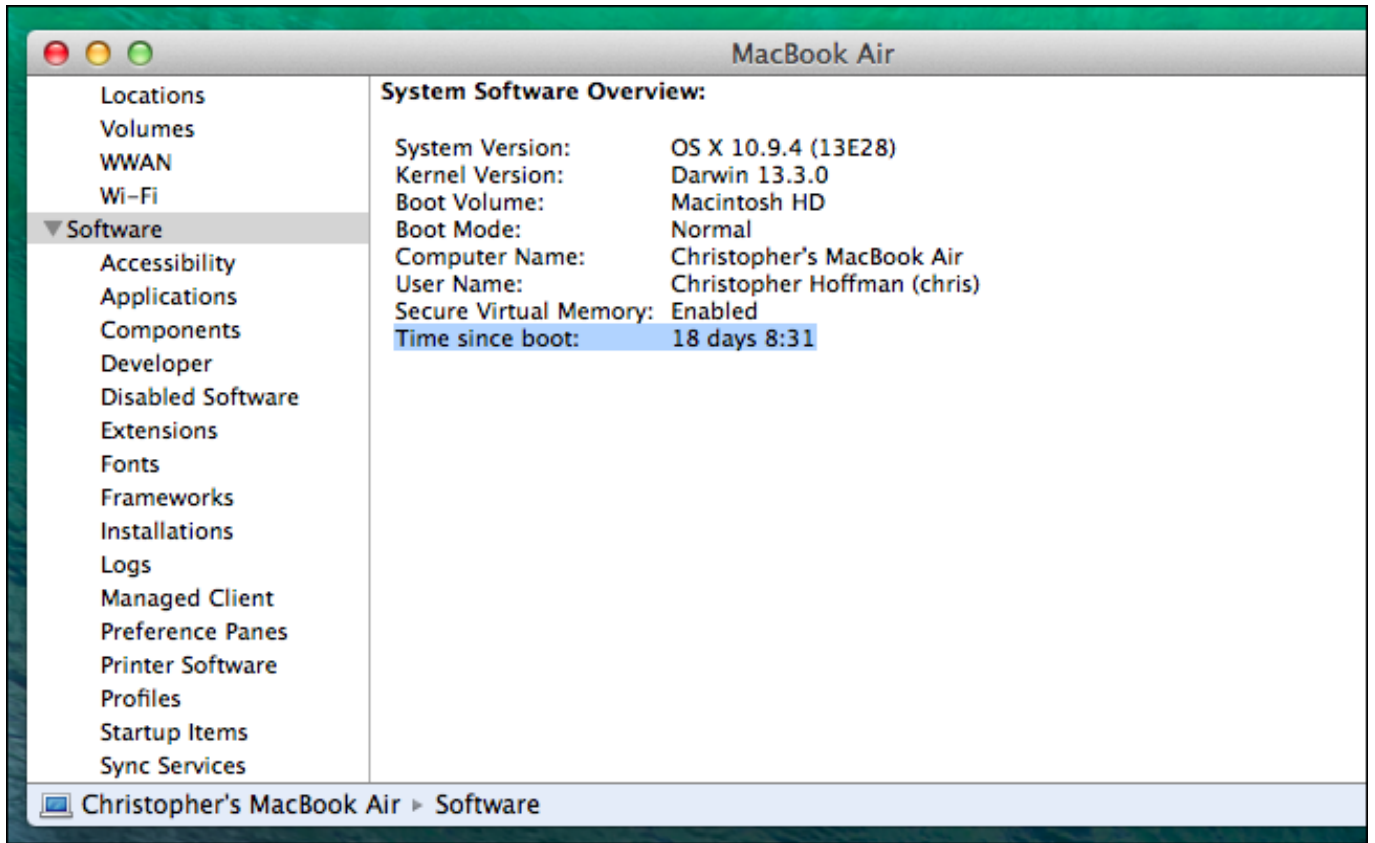 MacBook Air
Locations
Volumes
WWAN
Wi-Fi
Software
Accessibility
Applications
Components
Developer
Disabled Software
Extensions
Fonts
Frameworks
Installations
Logs
Managed Client
Preference Panes
Printer Software
Profiles
Startup Items
Sync Services
System Software Overview:
System Version: OS X 10.9.4 (13E28)
Kernel Version: Darwin 13.3.0
Boot Volume: Macintosh HD
Boot Mode: Normal
Computer Name: Christopher's MacBook Air
User Name: Christopher Hoffman (chris)
Secure Virtual Memory: Enabled
Time since boot: 18 days 8:31
Christopher's MacBook Air ▸ Software